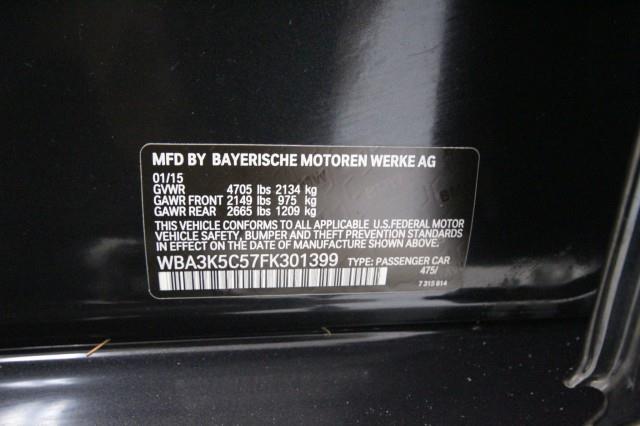 MFD BY BAYERISCHE MOTOREN WERKE AG
01/15
GVWR 4705 lbs 2134 kg
GAWR FRONT 2149 lbs 975 kg
GAWR REAR 2665 lbs 1209 kg
THIS VEHICLE CONFORMS TO ALL APPLICABLE U.S.FEDERAL MOTOR
VEHICLE SAFETY, BUMPER AND THEFT PREVENTION STANDARDS
IN EFFECT ON THE DATE OF MANUFACTURE SHOWN ABOVE.
WBA3K5C57FK301399 TYPE: PASSENGER CAR
475/
7 315 814